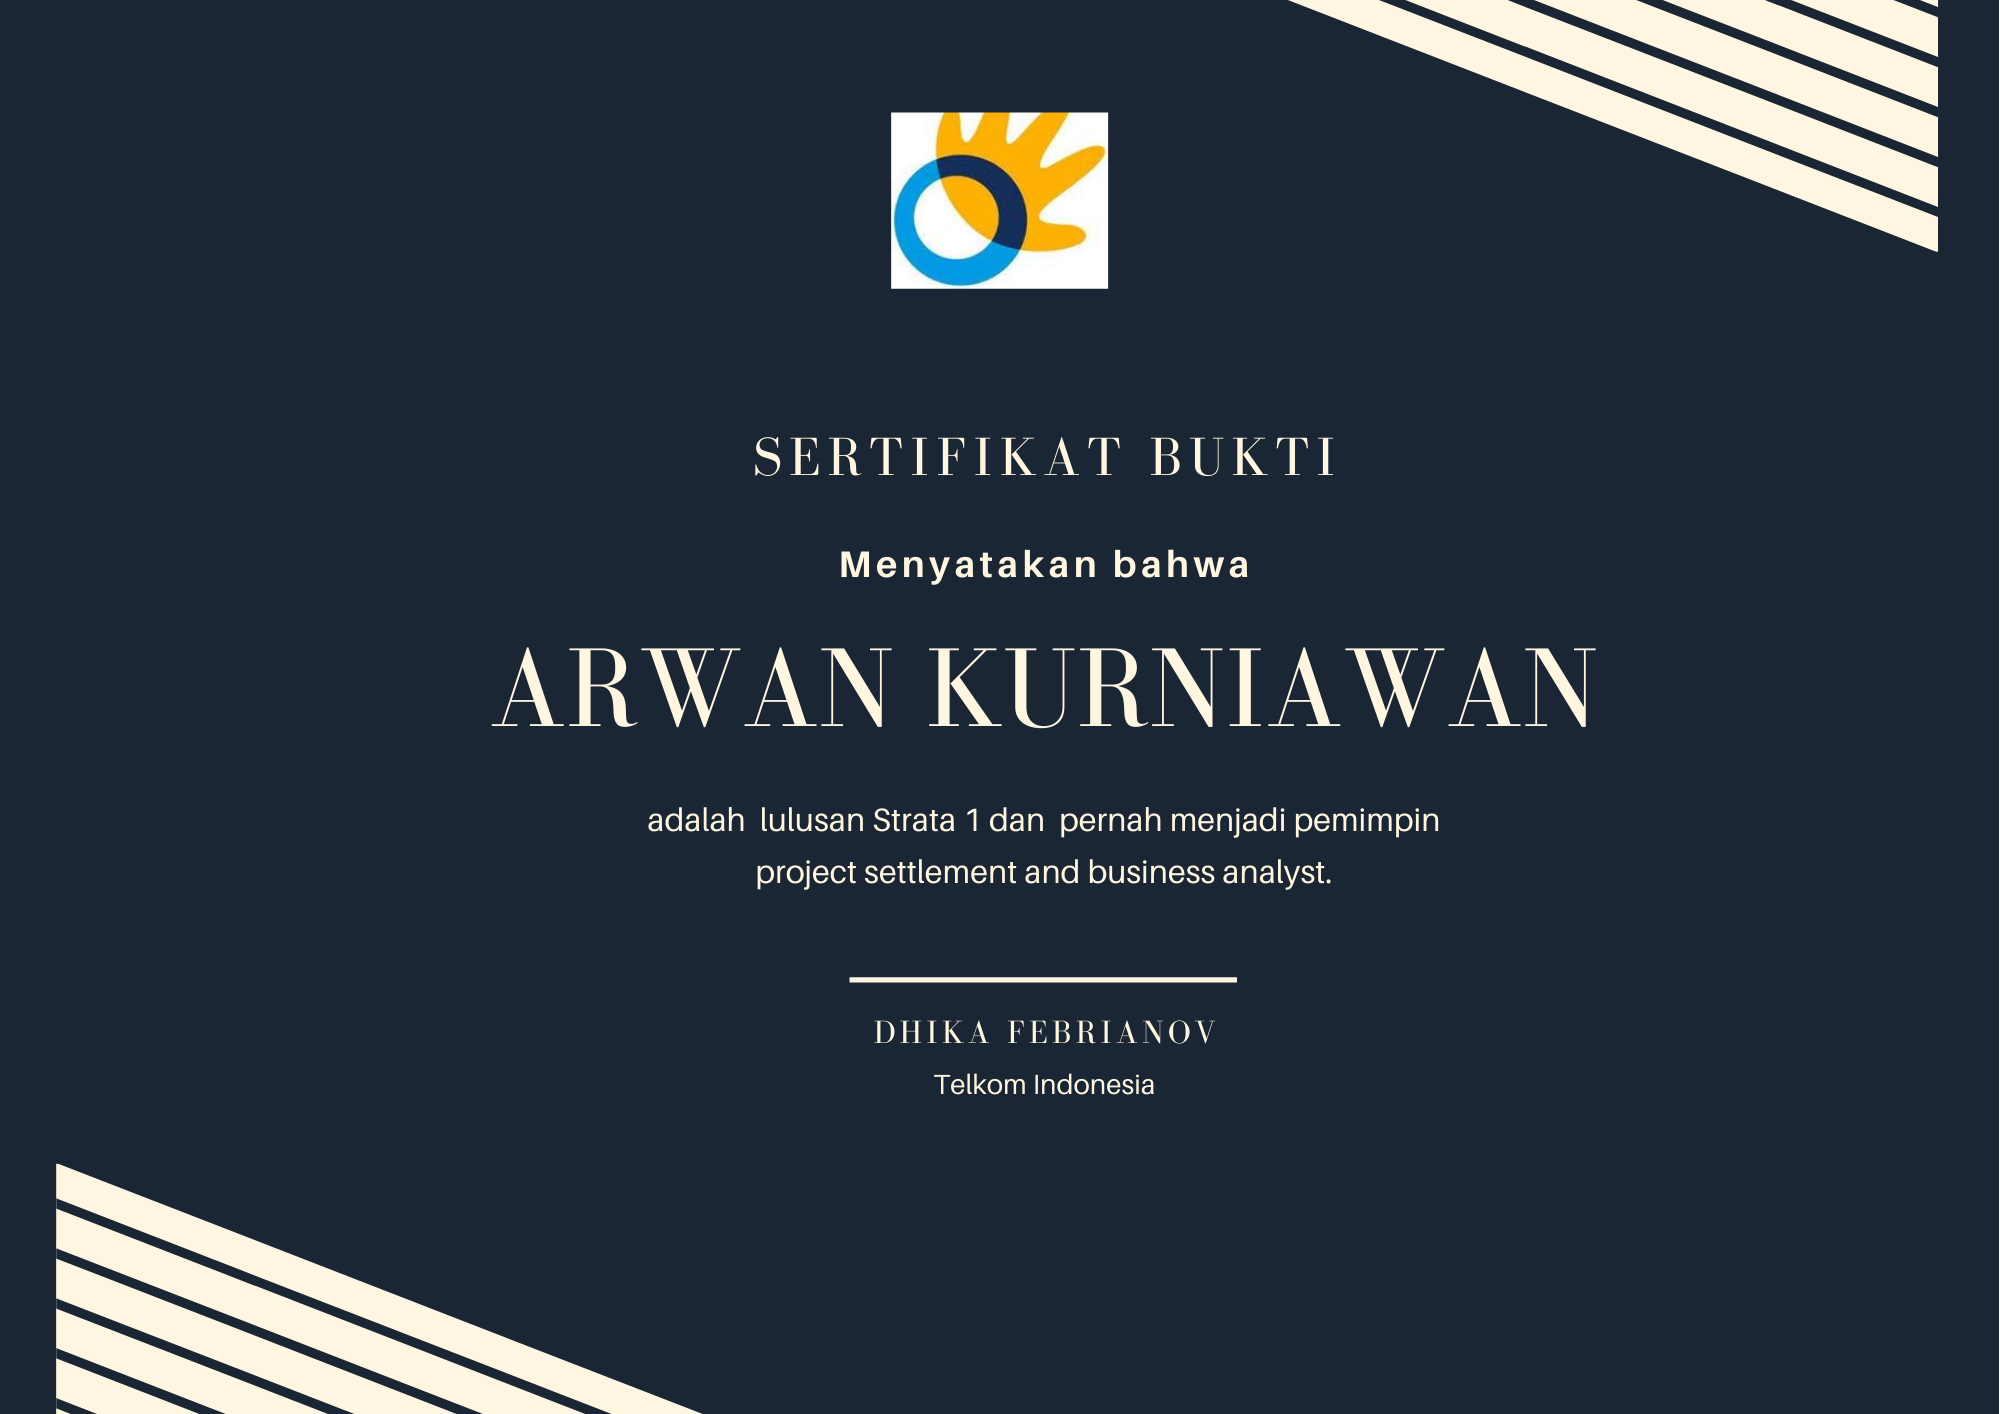 SERTIFIKAT BUKTI
Menyatakan bahwa
ARWAN KURNIAWAN
adalah lulusan Strata 1 dan pernah menjadi pemimpin
project settlement and business analyst.
DHIKA FEBRIANOV
Telkom Indonesia